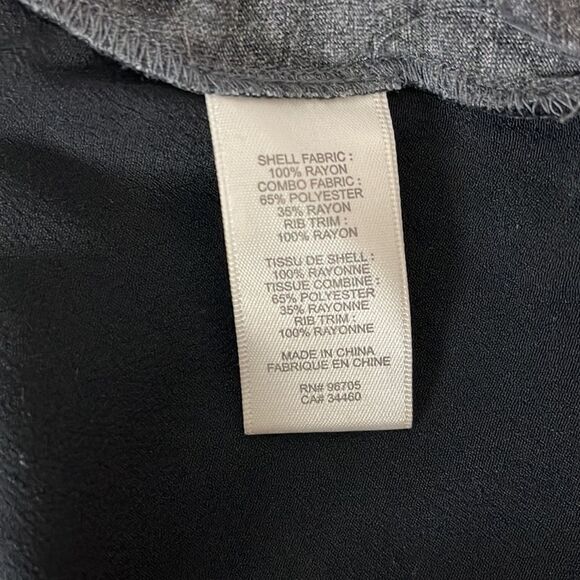 SHELL FABRIC :
100% RAYON
COMBO FABRIC :
65% POLYESTER
35% RAYON
RIB TRIM :
100% RAYON
TISSU DE SHELL :
100% RAYONNE
TISSUE COMBINE :
65% POLYESTER
35% RAYONNE
RIB TRIM :
100% RAYONNE
MADE IN CHINA
FABRIQUE EN CHINE
RN# 96705
CA# 34460